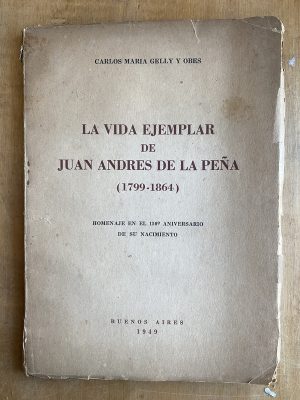 CARLOS MARIA GELLY Y OBES
LA VIDA EJEMPLAR
DE
JUAN ANDRES DE LA PEÑA
(1799-1864)
HOMENAJE EN EL 150º ANIVERSARIO
DE SU NACIMIENTO
BUENOS AIRES
1949